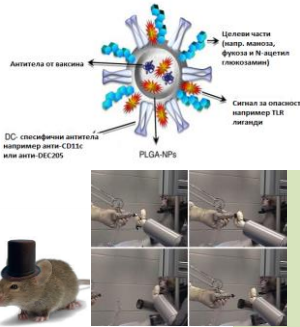 Целеви части
(напр. маноза,
фукоза и N-ацетил
глюкозамин)
Антитела от ваксина
Сигнал за опасност
например TLR
лиганди
DC- специфични антитела
например анти-CD11c
или анти-DEC205
PLGA-NPs